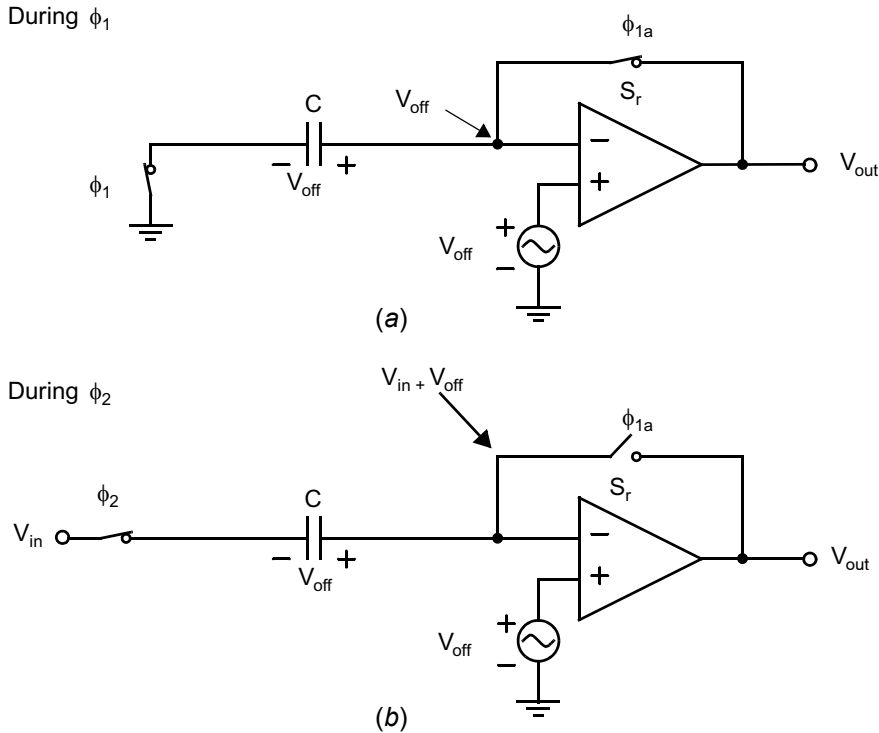 During ϕ1
ϕ1a
Sr
C
Voff
− +
Voff
ϕ1
−
+
Vout
Voff
+
−
(a)
During ϕ2
Vin + Voff
ϕ1a
Sr
ϕ2
C
Vin
− +
Voff
−
+
Vout
Voff
+
−
(b)